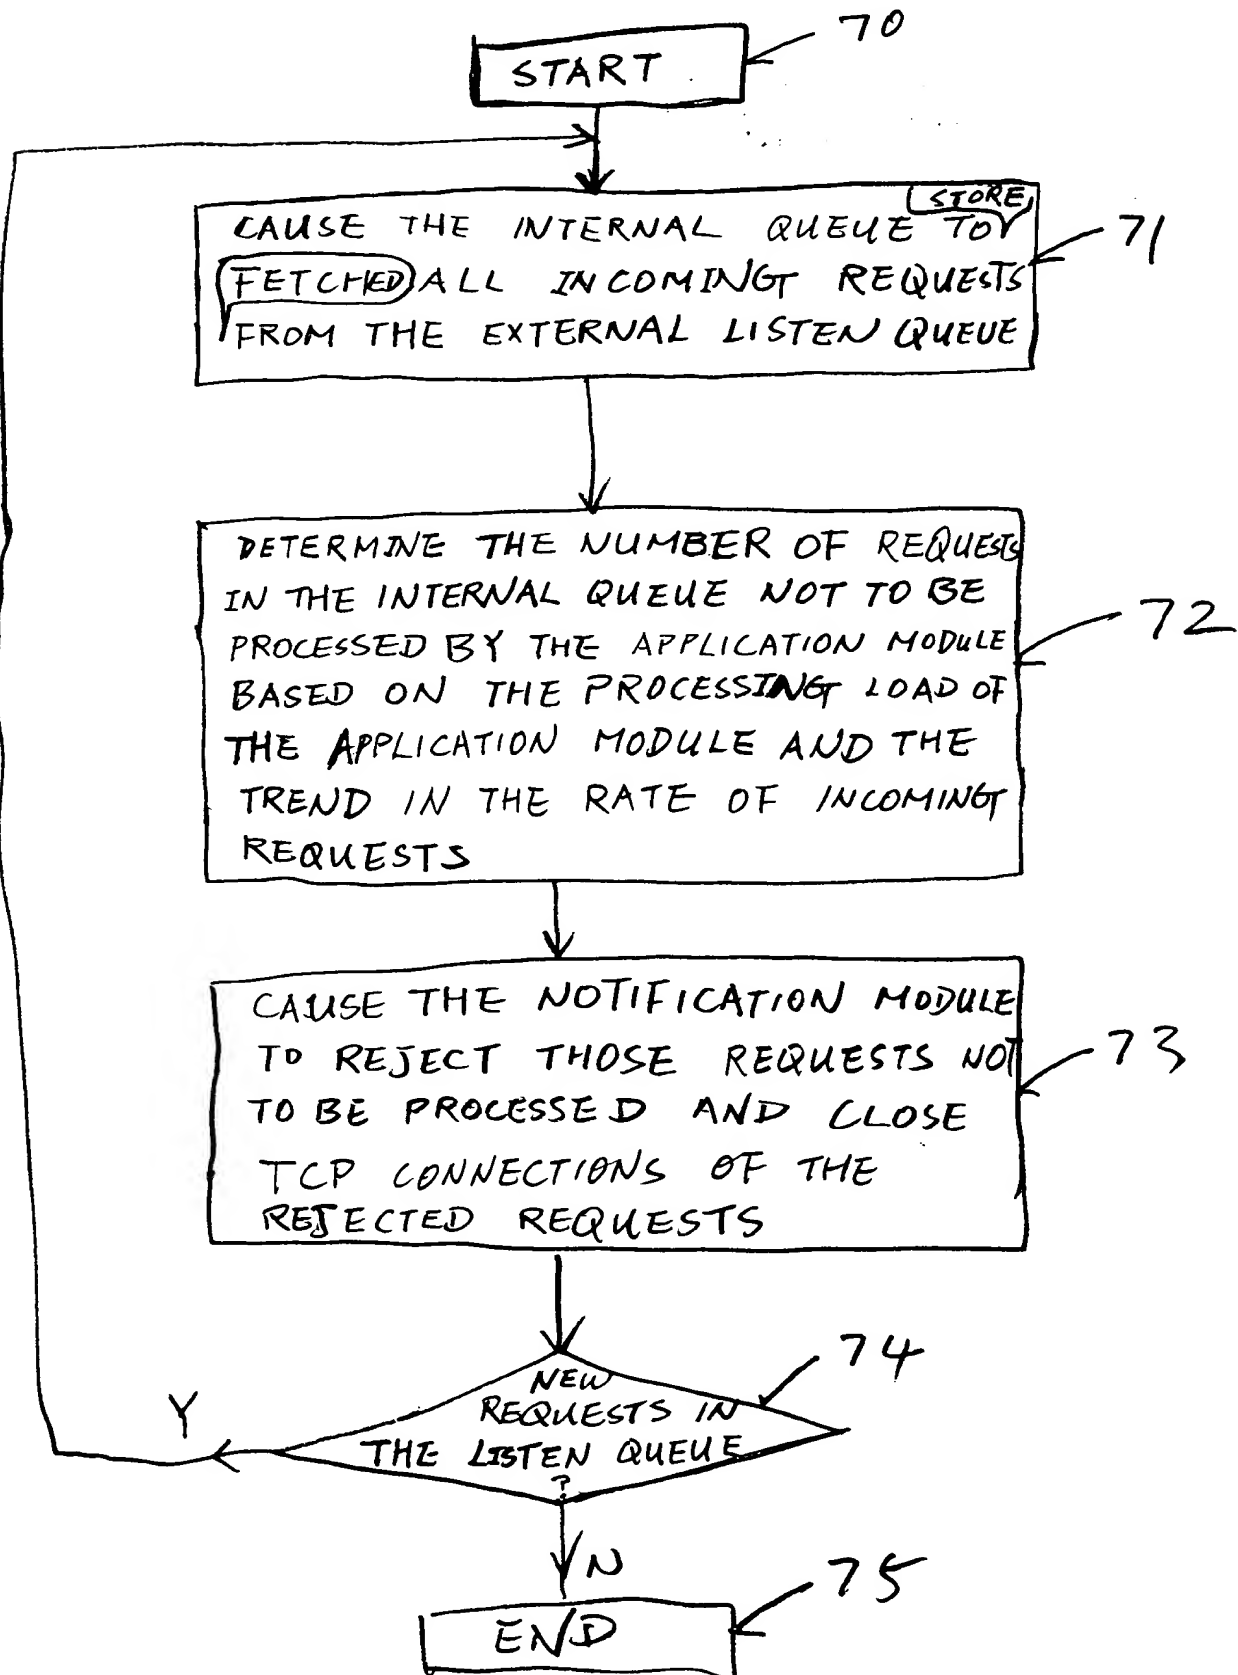 70
START
STORE
CAUSE THE INTERNAL QUEUE TO
71
FETCHED ALL INCOMING REQUESTS
FROM THE EXTERNAL LISTEN QUEUE
DETERMINE THE NUMBER OF REQUESTS
IN THE INTERNAL QUEUE NOT TO BE
72
PROCESSED BY THE APPLICATION MODULE
BASED ON THE PROCESSING LOAD OF
THE APPLICATION MODULE AND THE
TREND IN THE RATE OF INCOMING
REQUESTS
CAUSE THE NOTIFICATION MODULE
TO REJECT THOSE REQUESTS NOT
73
TO BE PROCESSED AND CLOSE
TCP CONNECTIONS OF THE
REJECTED REQUESTS
74
NEW
REQUESTS IN
Y
THE LISTEN QUEUE
?
N
75
END